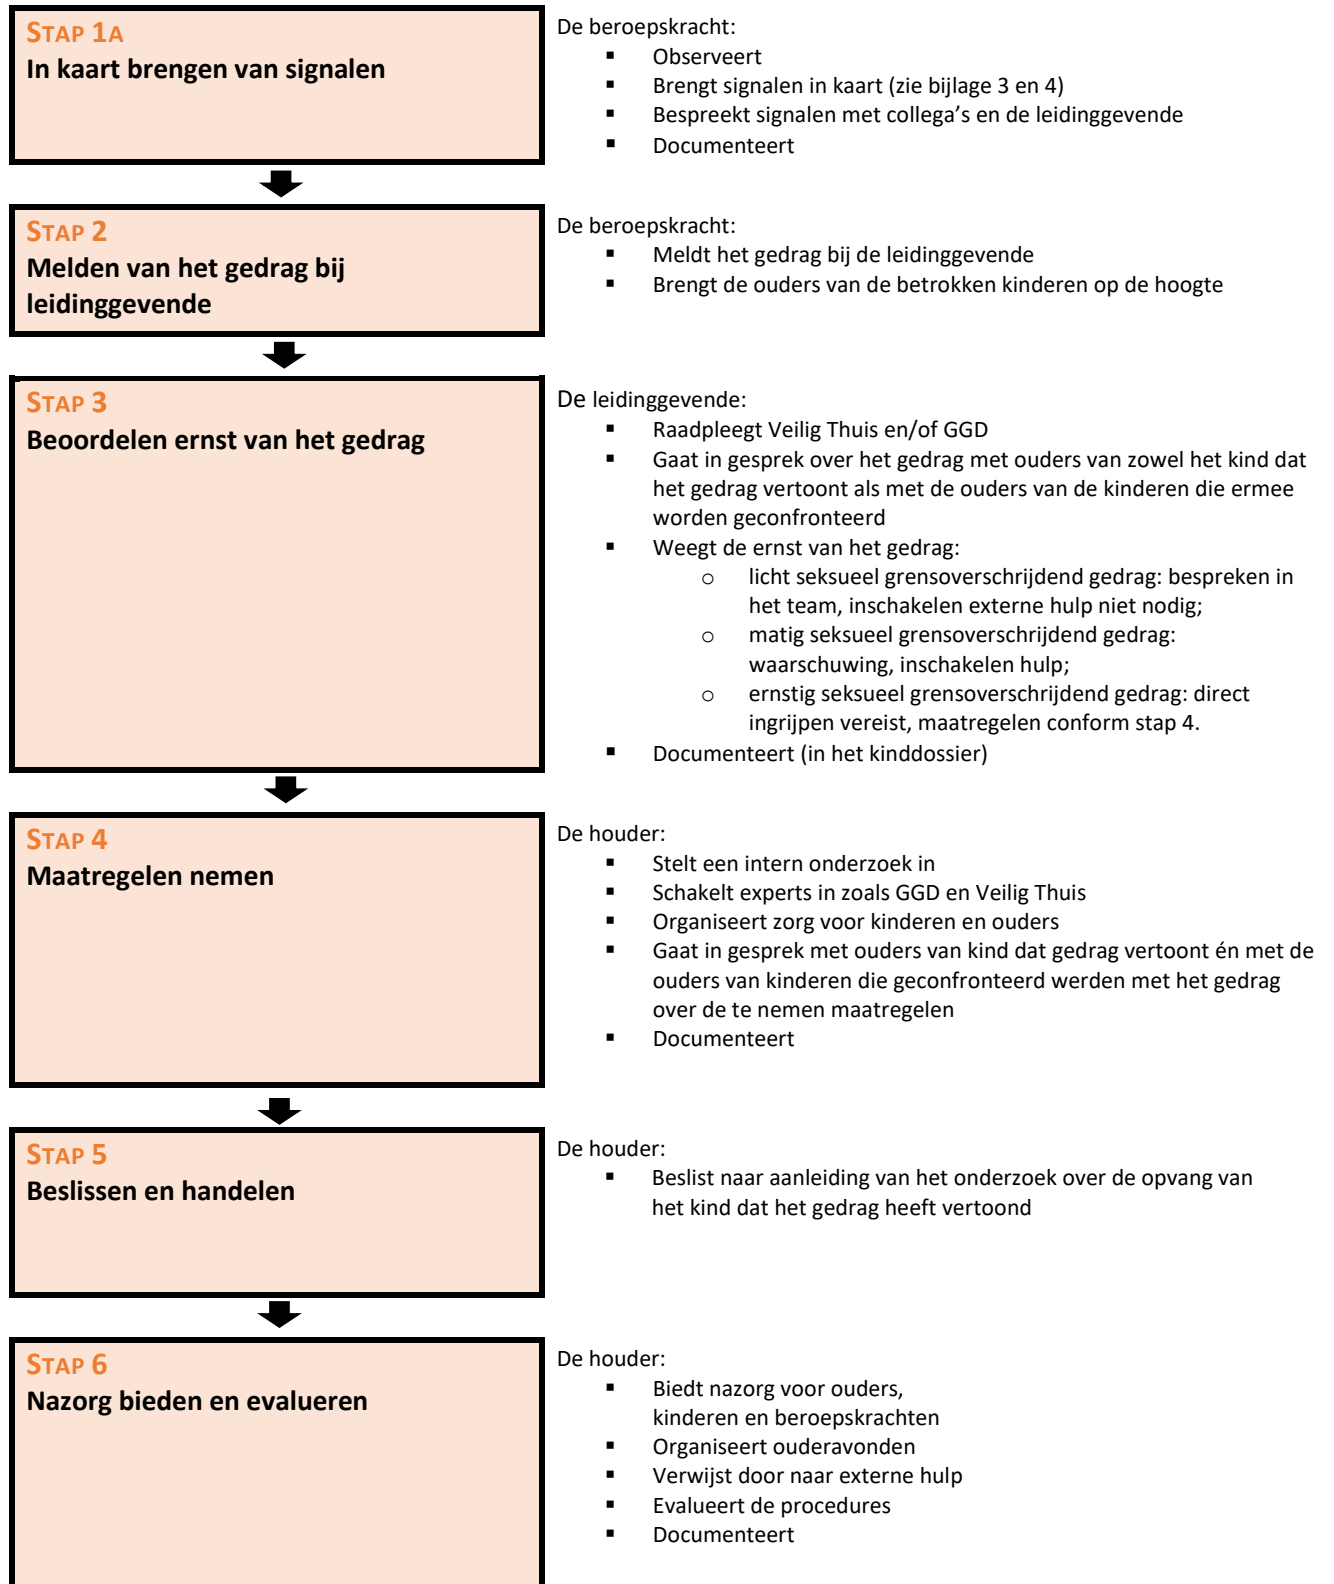 STAP 1A
In kaart brengen van signalen
De beroepskracht:
▪ Observeert
▪ Brengt signalen in kaart (zie bijlage 3 en 4)
▪ Bespreekt signalen met collega's en de leidinggevende
▪ Documenteert
STAP 2
Melden van het gedrag bij
leidinggevende
De beroepskracht:
▪ Meldt het gedrag bij de leidinggevende
▪ Brengt de ouders van de betrokken kinderen op de hoogte
STAP 3
Beoordelen ernst van het gedrag
De leidinggevende:
▪ Raadpleegt Veilig Thuis en/of GGD
▪ Gaat in gesprek over het gedrag met ouders van zowel het kind dat
het gedrag vertoont als met de ouders van de kinderen die ermee
worden geconfronteerd
▪ Weegt de ernst van het gedrag:
o licht seksueel grensoverschrijdend gedrag: bespreken in
het team, inschakelen externe hulp niet nodig;
o matig seksueel grensoverschrijdend gedrag:
waarschuwing, inschakelen hulp;
o ernstig seksueel grensoverschrijdend gedrag: direct
ingrijpen vereist, maatregelen conform stap 4.
▪ Documenteert (in het kinddossier)
STAP 4
Maatregelen nemen
De houder:
▪ Stelt een intern onderzoek in
▪ Schakelt experts in zoals GGD en Veilig Thuis
▪ Organiseert zorg voor kinderen en ouders
▪ Gaat in gesprek met ouders van kind dat gedrag vertoont én met de
ouders van kinderen die geconfronteerd werden met het gedrag
over de te nemen maatregelen
▪ Documenteert
STAP 5
Beslissen en handelen
De houder:
▪ Beslist naar aanleiding van het onderzoek over de opvang van
het kind dat het gedrag heeft vertoond
STAP 6
Nazorg bieden en evalueren
De houder:
▪ Biedt nazorg voor ouders,
kinderen en beroepskrachten
▪ Organiseert ouderavonden
▪ Verwijst door naar externe hulp
▪ Evalueert de procedures
▪ Documenteert